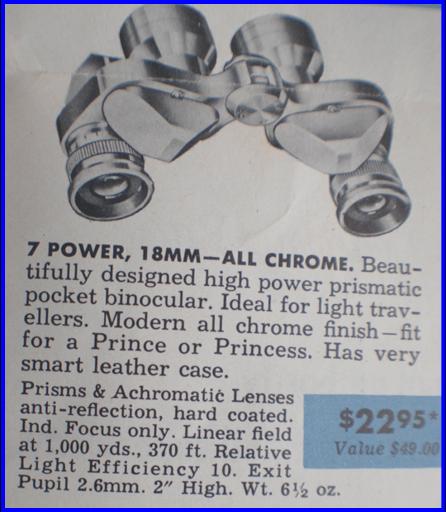 7 POWER, 18MM—ALL CHROME. Beau-
tifully designed high power prismatic
pocket binocular. Ideal for light trav-
ellers. Modern all chrome finish—fit
for a Prince or Princess. Has very
smart leather case.
Prisms & Achromatic Lenses
anti-reflection, hard coated.
Ind. Focus only. Linear field
at 1,000 yds., 370 ft. Relative
Light Efficiency 10. Exit
Pupil 2.6mm. 2″ High. Wt. 6½ oz.
$22.95*
Value $49.00